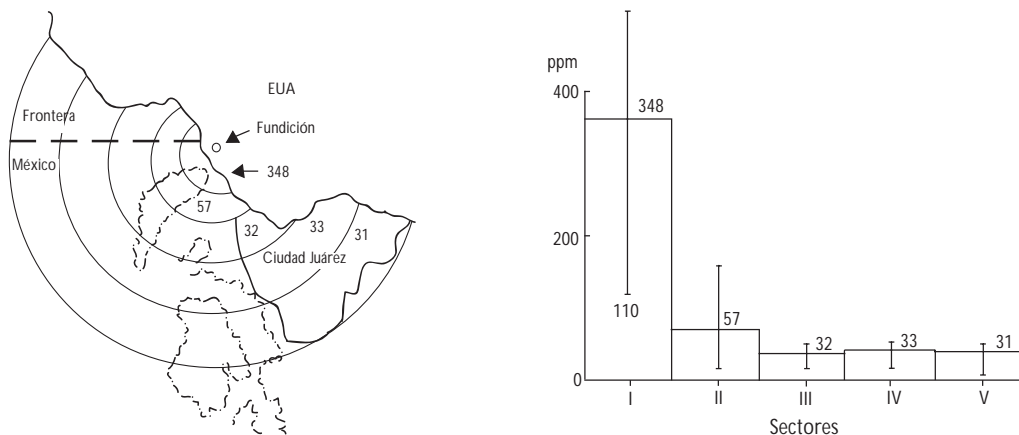 EUA
Frontera
Fundición
México
348
57
32
33
31
Ciudad Juárez
ppm
400
348
200
110
57
32
33
31
0
I
II
III
IV
V
Sectores